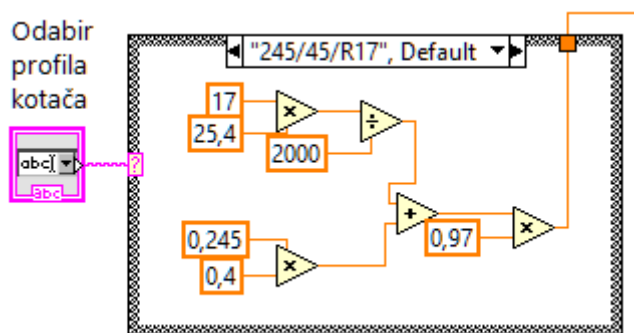 Odabir
profila
kotača
abc
abc
?
"245/45/R17", Default
17
×
25,4
÷
2000
+
0,245
×
0,4
0,97
×